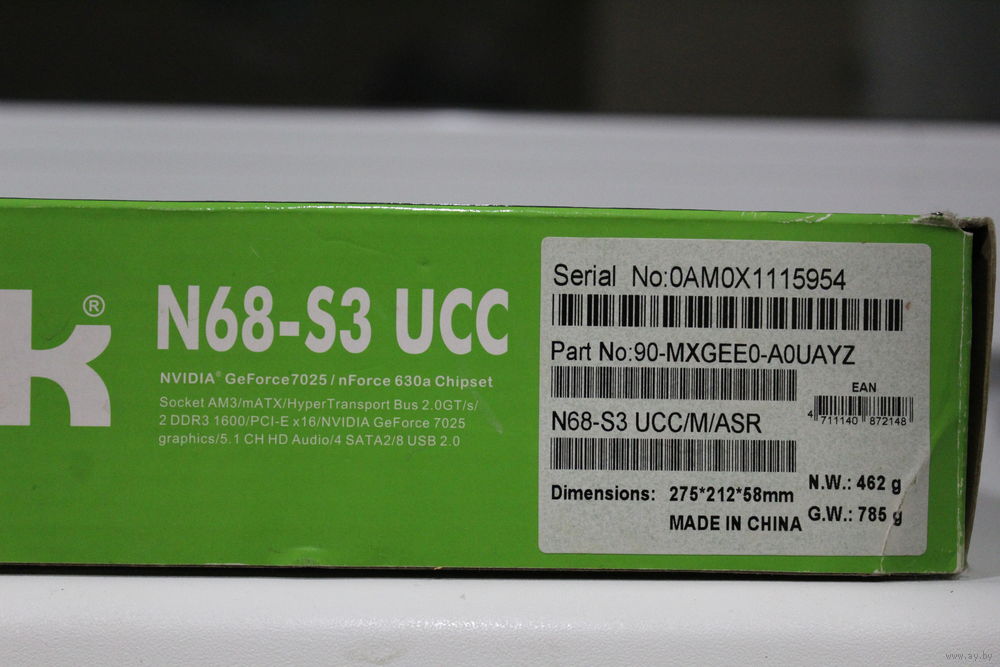 k®
N68-S3 UCC
NVIDIA® GeForce7025 / nForce 630a Chipset
Socket AM3/mATX/HyperTransport Bus 2.0GT/s/
2 DDR3 1600/PCI-E x16/NVIDIA GeForce 7025
graphics/5.1 CH HD Audio/4 SATA2/8 USB 2.0
Serial No:0AM0X1115954
Part No:90-MXGEE0-A0UAYZ
EAN
4 711140 872148
N68-S3 UCC/M/ASR
Dimensions: 275*212*58mm
N.W.: 462 g
MADE IN CHINA
G.W.: 785 g
www.ay.by